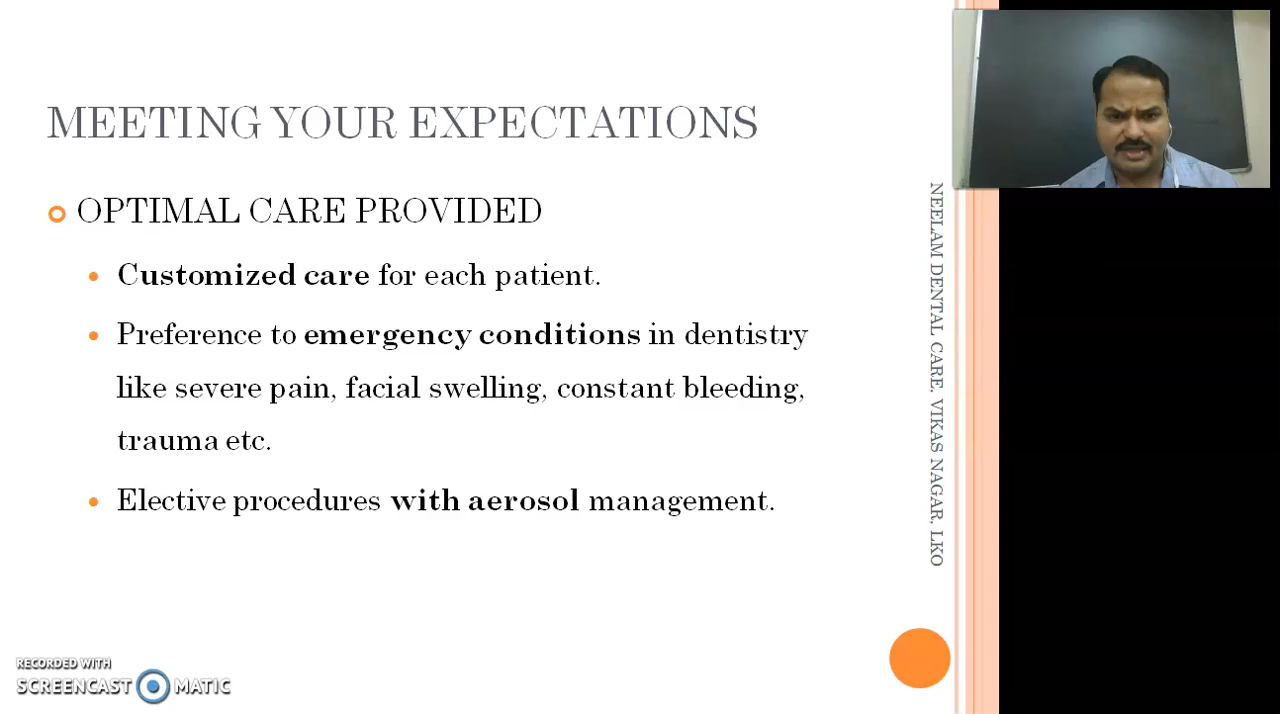 MEETING YOUR EXPECTATIONS
OPTIMAL CARE PROVIDED
Customized care for each patient.
Preference to emergency conditions in dentistry
like severe pain, facial swelling, constant bleeding,
trauma etc.
Elective procedures with aerosol management.
NEELAM DENTAL CARE, VIKAS NAGAR, LKO
RECORDED WITH
SCREENCAST MATIC